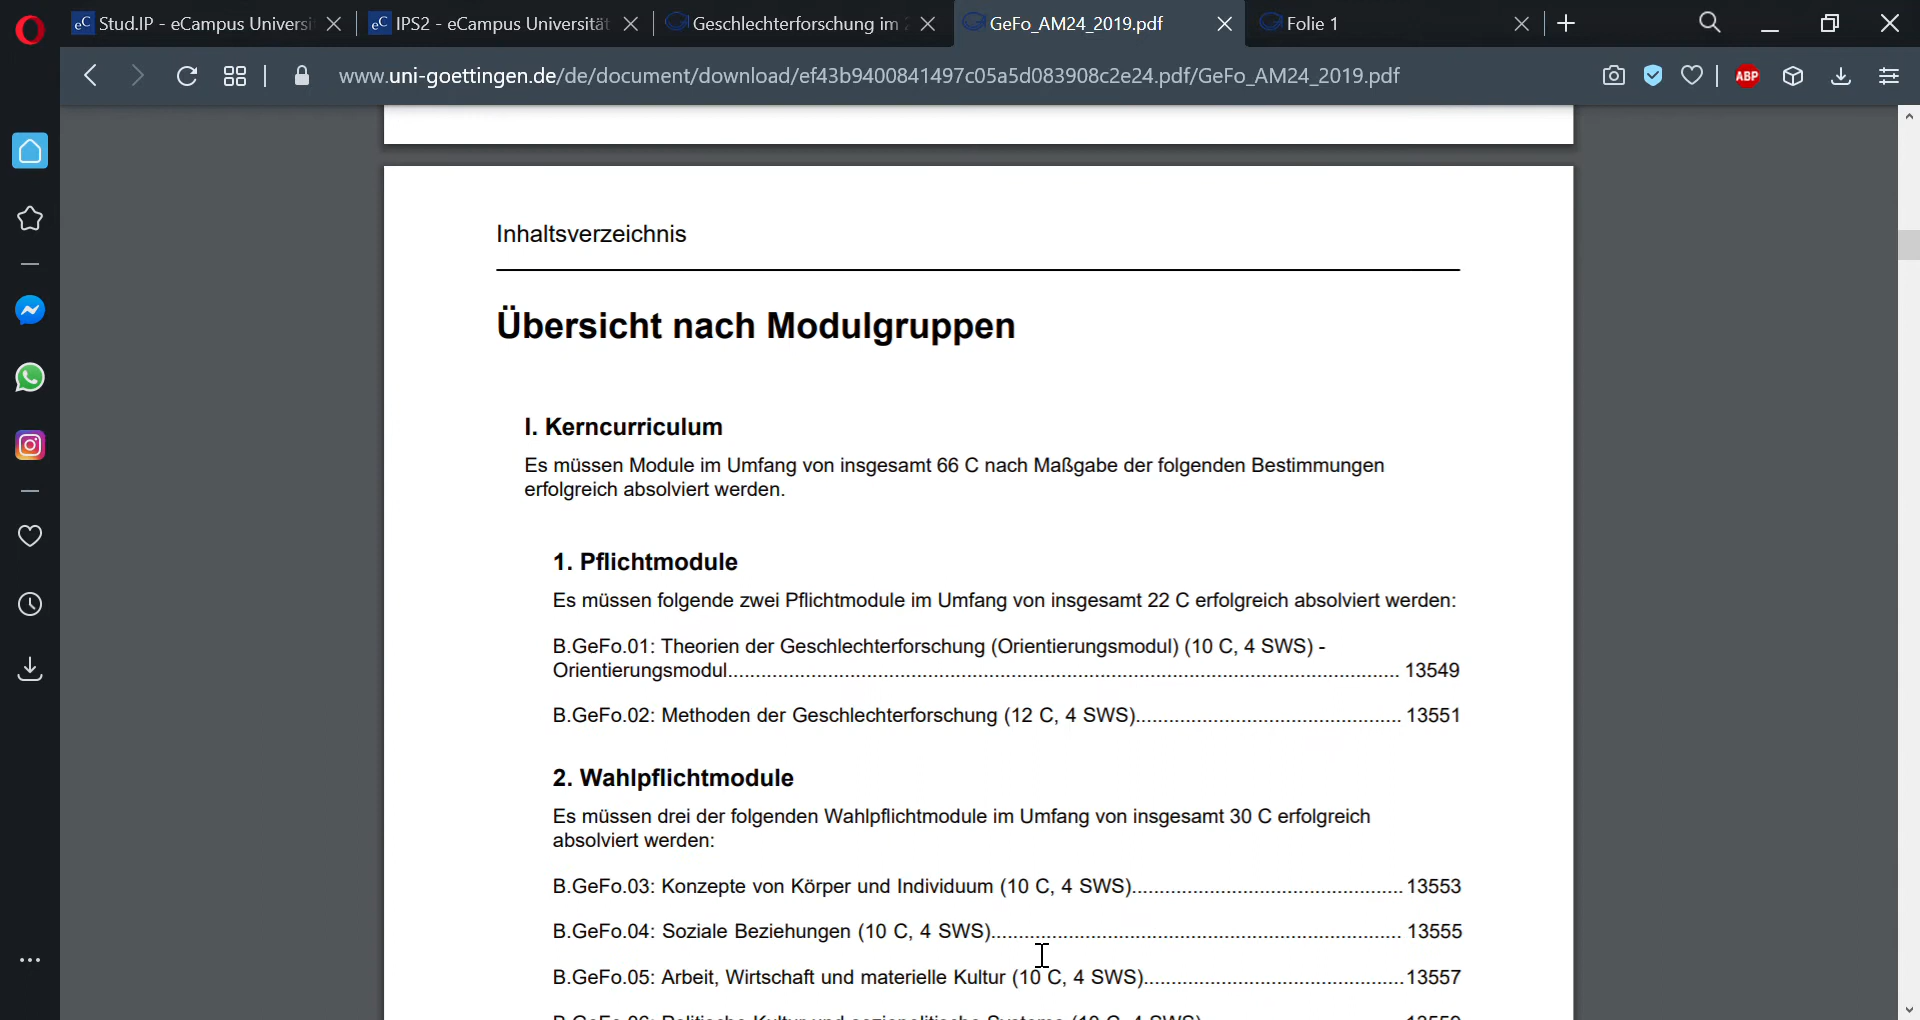 eC Stud.IP - eCampus Universi
eC IPS2 - eCampus Universität
Geschlechterforschung im
GeFo_AM24_2019.pdf
Folie 1
www.uni-goettingen.de/de/document/download/ef43b9400841497c05a5d083908c2e24.pdf/GeFo_AM24_2019.pdf
ABP
Inhaltsverzeichnis
Übersicht nach Modulgruppen
I. Kerncurriculum
Es müssen Module im Umfang von insgesamt 66 C nach Maßgabe der folgenden Bestimmungen
erfolgreich absolviert werden.
1. Pflichtmodule
Es müssen folgende zwei Pflichtmodule im Umfang von insgesamt 22 C erfolgreich absolviert werden:
B.GeFo.01: Theorien der Geschlechterforschung (Orientierungsmodul) (10 C, 4 SWS) -
Orientierungsmodul.......... 13549
B.GeFo.02: Methoden der Geschlechterforschung (12 C, 4 SWS).......... 13551
2. Wahlpflichtmodule
Es müssen drei der folgenden Wahlpflichtmodule im Umfang von insgesamt 30 C erfolgreich
absolviert werden:
B.GeFo.03: Konzepte von Körper und Individuum (10 C, 4 SWS).......... 13553
B.GeFo.04: Soziale Beziehungen (10 C, 4 SWS).......... 13555
B.GeFo.05: Arbeit, Wirtschaft und materielle Kultur (10 C, 4 SWS).......... 13557